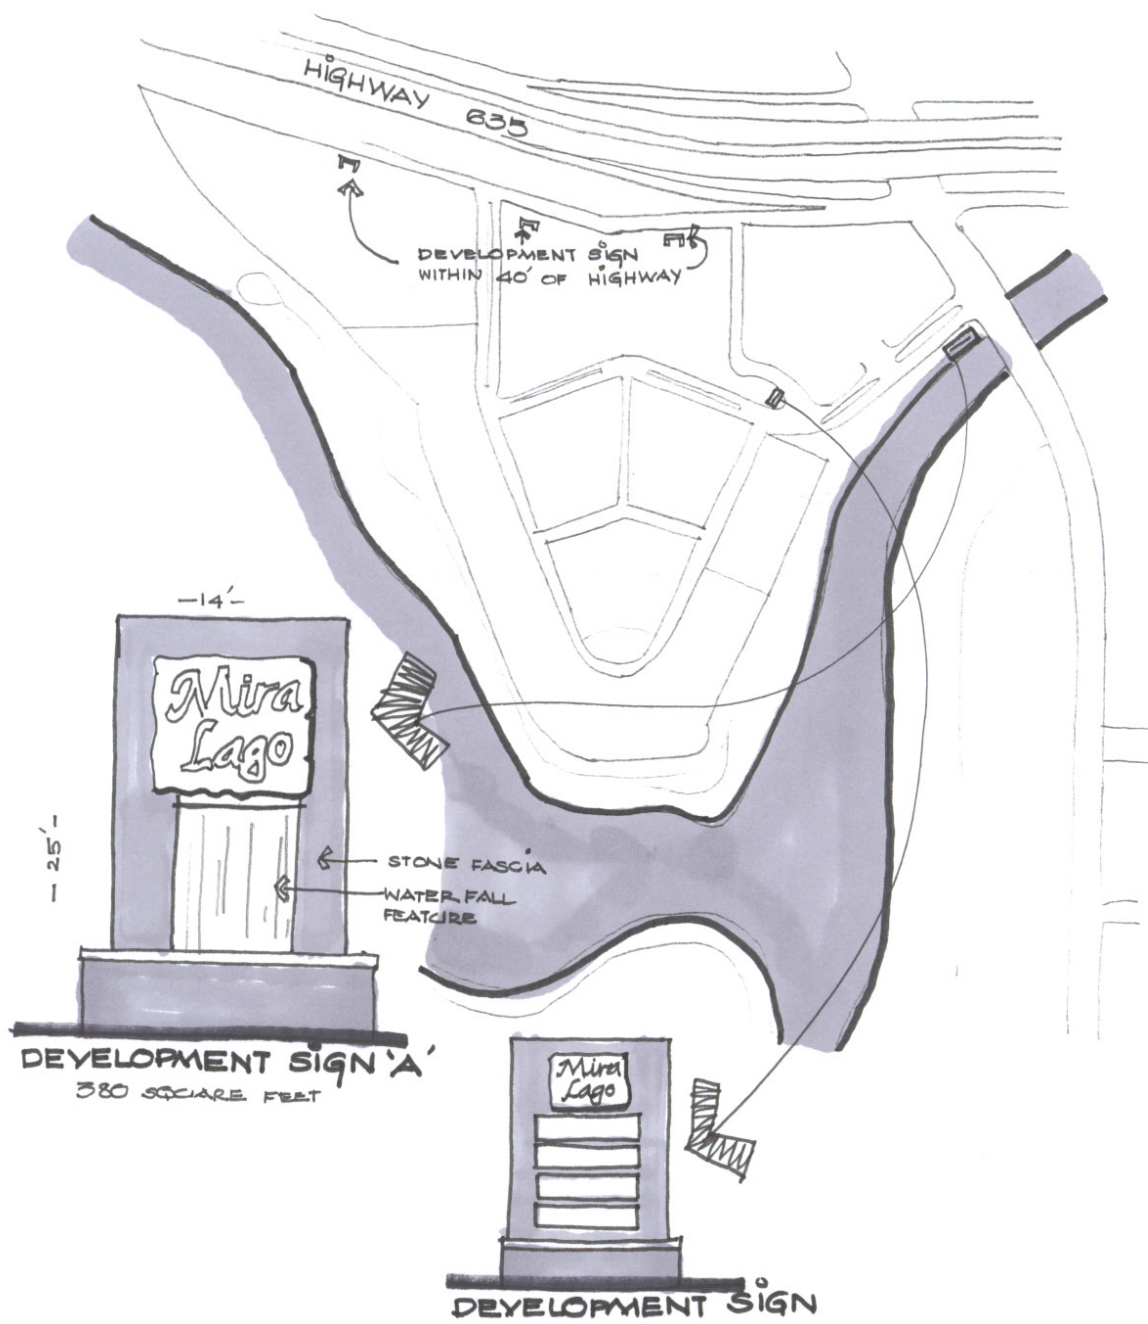 HIGHWAY 635
DEVELOPMENT SIGN
WITHIN 40' OF HIGHWAY
-14'-
Mira
Lago
-25'-
STONE FASCIA
WATER FALL
FEATURE
DEVELOPMENT SIGN 'A'
380 SQUARE FEET
Mira
Lago
DEVELOPMENT SIGN